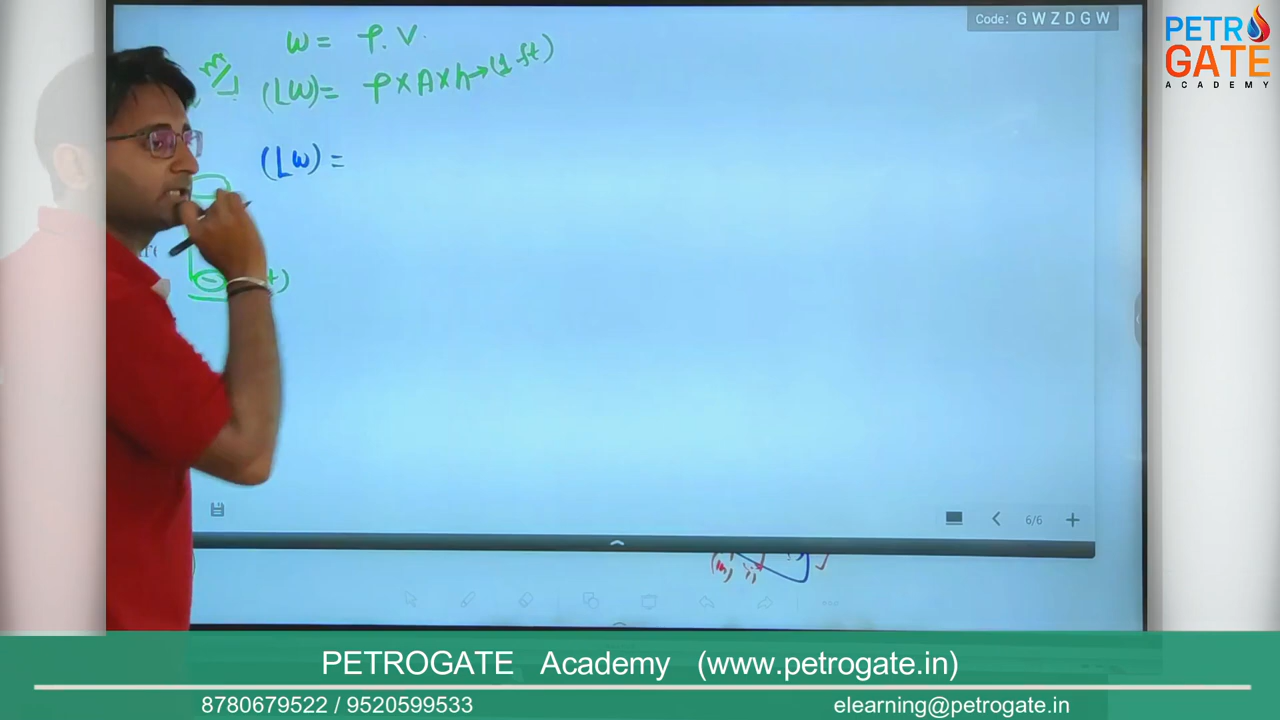 Code: G W Z D G W
PETRO
GATE
ACADEMY
W = ρ. V.
(LW) = ρ X A X h → (1 ft)
(LW) =
6/6
PETROGATE Academy (www.petrogate.in)
8780679522 / 9520599533
elearning@petrogate.in